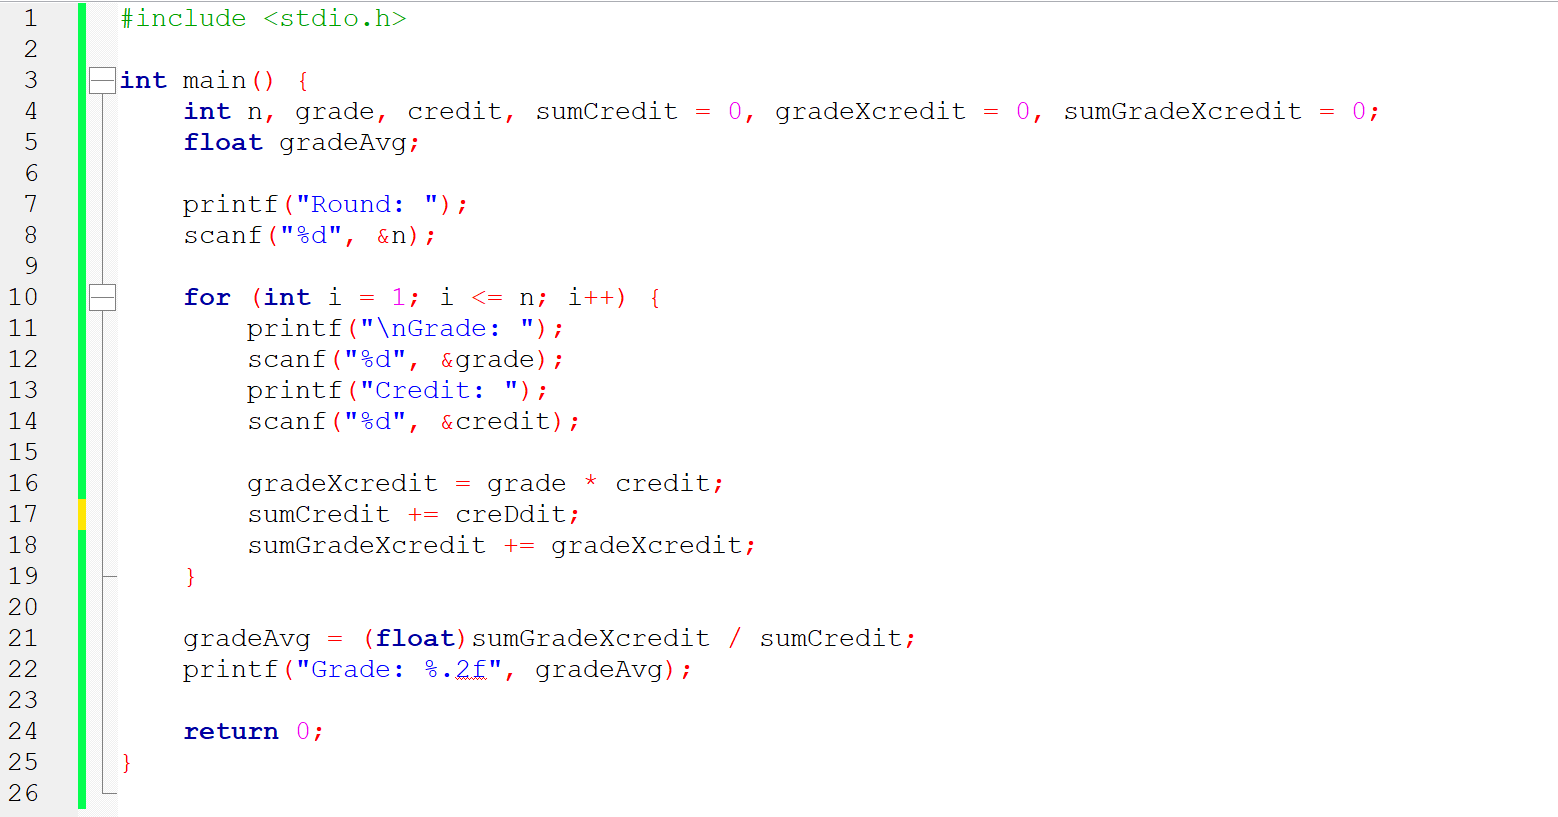 1 #include <stdio.h>
2
3 int main() {
4     int n, grade, credit, sumCredit = 0, gradeXcredit = 0, sumGradeXcredit = 0;
5     float gradeAvg;
6
7     printf("Round: ");
8     scanf("%d", &n);
9
10     for (int i = 1; i <= n; i++) {
11         printf("\nGrade: ");
12         scanf("%d", &grade);
13         printf("Credit: ");
14         scanf("%d", &credit);
15
16         gradeXcredit = grade * credit;
17         sumCredit += creDdit;
18         sumGradeXcredit += gradeXcredit;
19     }
20
21     gradeAvg = (float)sumGradeXcredit / sumCredit;
22     printf("Grade: %.2f", gradeAvg);
23
24     return 0;
25 }
26